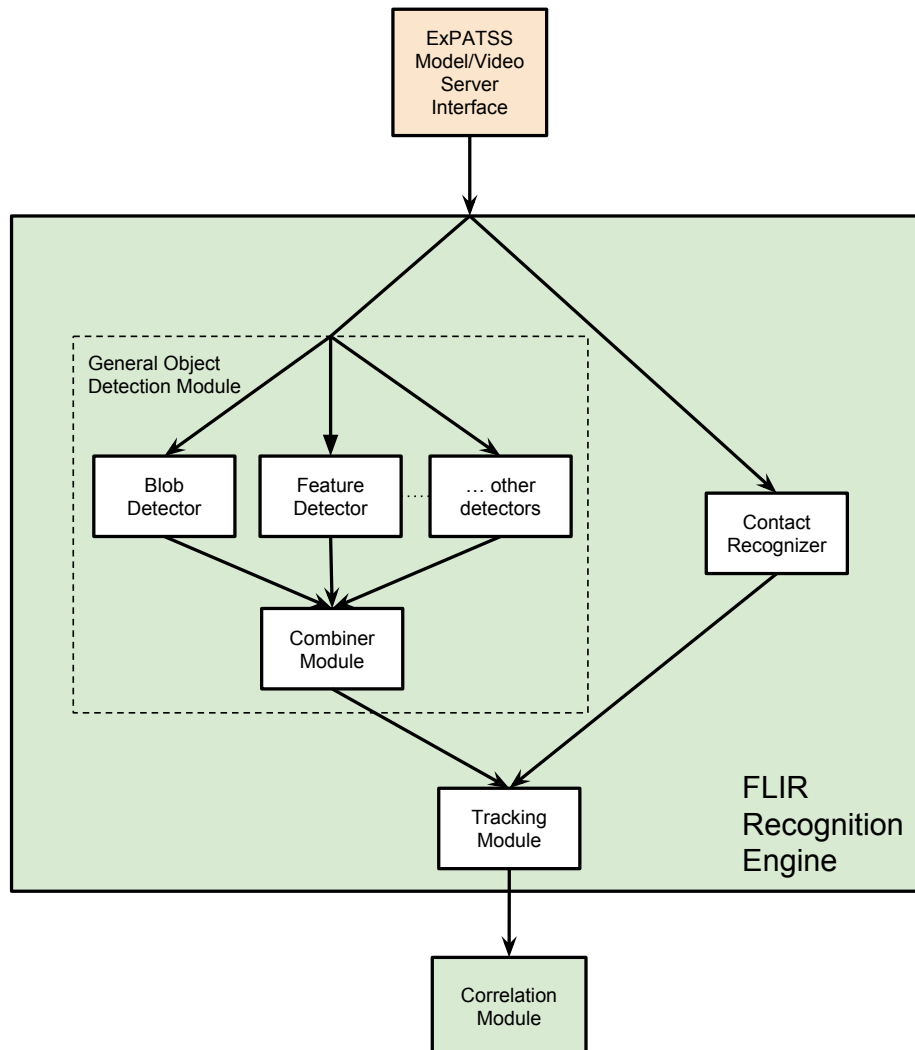 ExPATSS
Model/Video
Server
Interface
General Object
Detection Module
Blob
Detector
Feature
Detector
… other
detectors
Contact
Recognizer
Combiner
Module
Tracking
Module
FLIR
Recognition
Engine
Correlation
Module